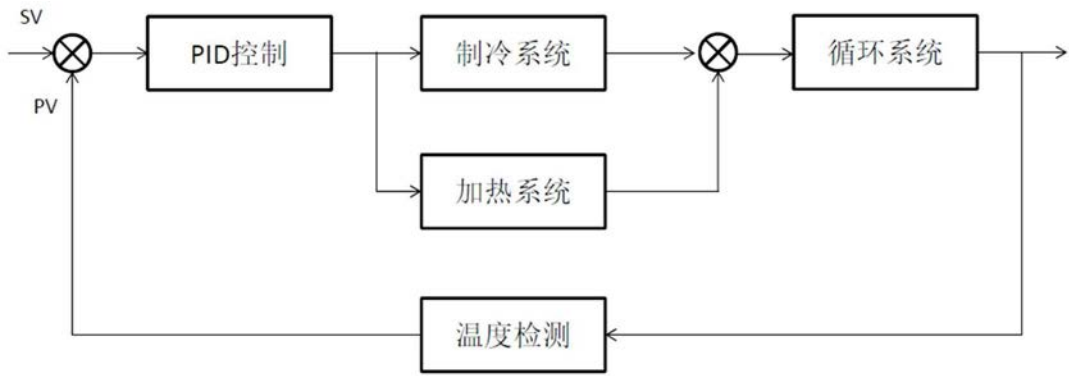 SV
PID控制
制冷系统
循环系统
PV
加热系统
温度检测